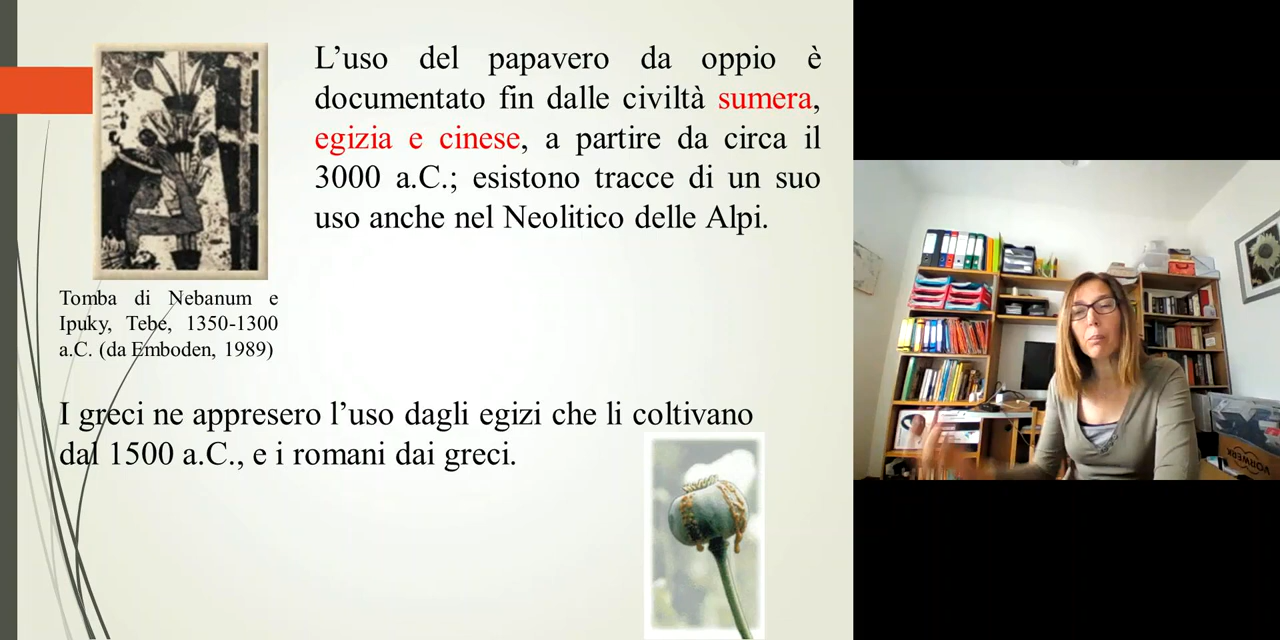 L’uso del papavero da oppio è
documentato fin dalle civiltà sumera,
egizia e cinese, a partire da circa il
3000 a.C.; esistono tracce di un suo
uso anche nel Neolitico delle Alpi.
Tomba di Nebanum e
Ipuky, Tebe, 1350-1300
a.C. (da Emboden, 1989)
I greci ne appresero l’uso dagli egizi che li coltivano
dal 1500 a.C., e i romani dai greci.
VORWERK